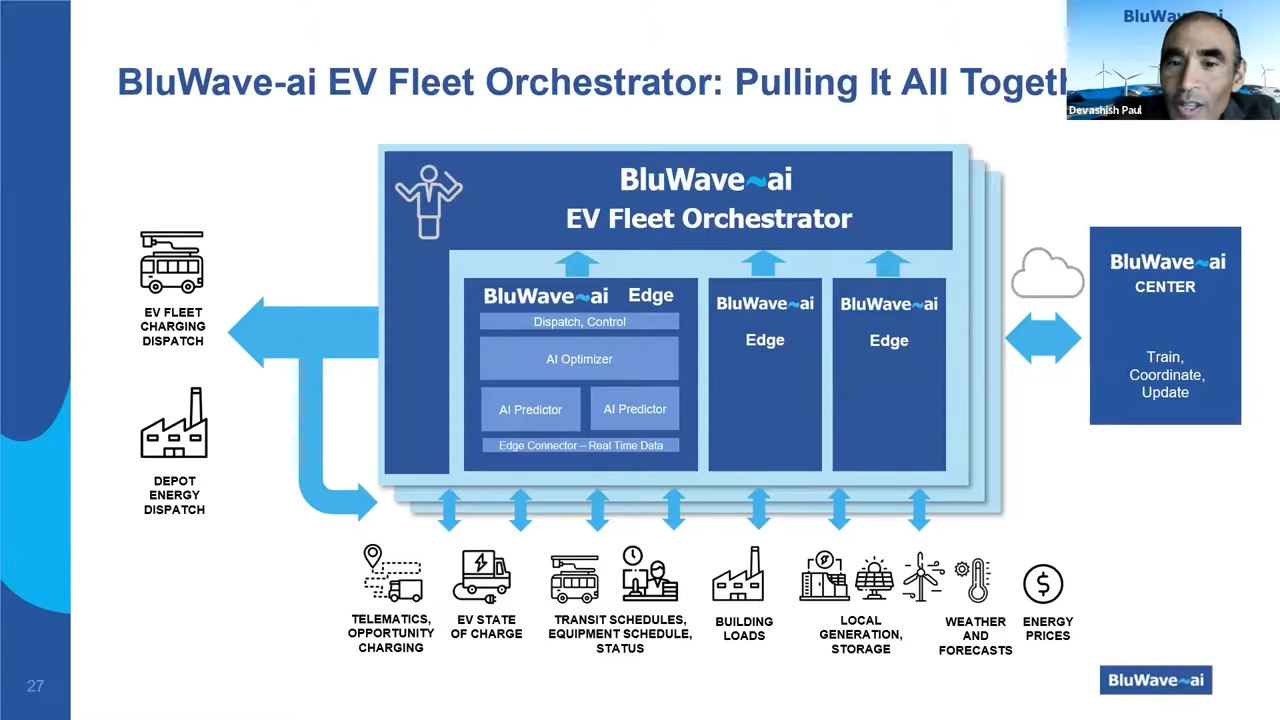 BluWave-ai EV Fleet Orchestrator: Pulling It All Togeth
Devashish Paul
BluWave~ai
EV Fleet Orchestrator
EV FLEET
CHARGING
DISPATCH
DEPOT
ENERGY
DISPATCH
BluWave~ai Edge
Dispatch, Control
AI Optimizer
AI Predictor
AI Predictor
Edge Connector – Real Time Data
BluWave~ai
Edge
BluWave~ai
Edge
BluWave~ai
CENTER
Train,
Coordinate,
Update
TELEMATICS,
OPPORTUNITY
CHARGING
EV STATE
OF CHARGE
TRANSIT SCHEDULES,
EQUIPMENT SCHEDULE,
STATUS
BUILDING
LOADS
LOCAL
GENERATION,
STORAGE
WEATHER
AND
FORECASTS
ENERGY
PRICES
27
BluWave~ai